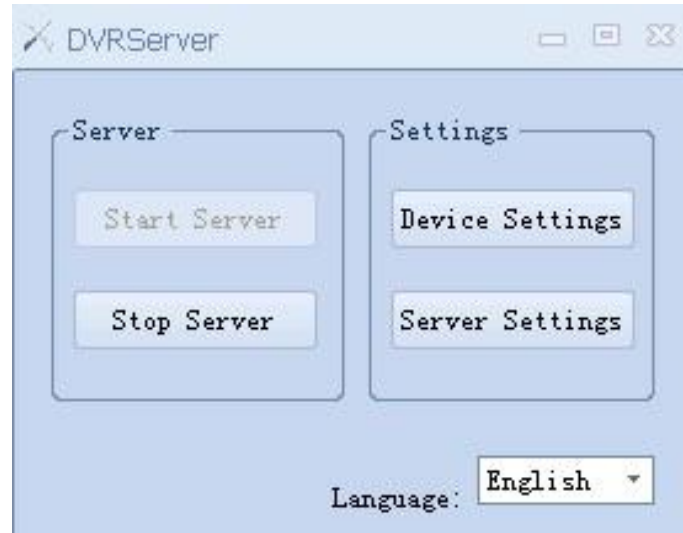 DVRServer
Server
Start Server
Stop Server
Settings
Device Settings
Server Settings
Language:
English